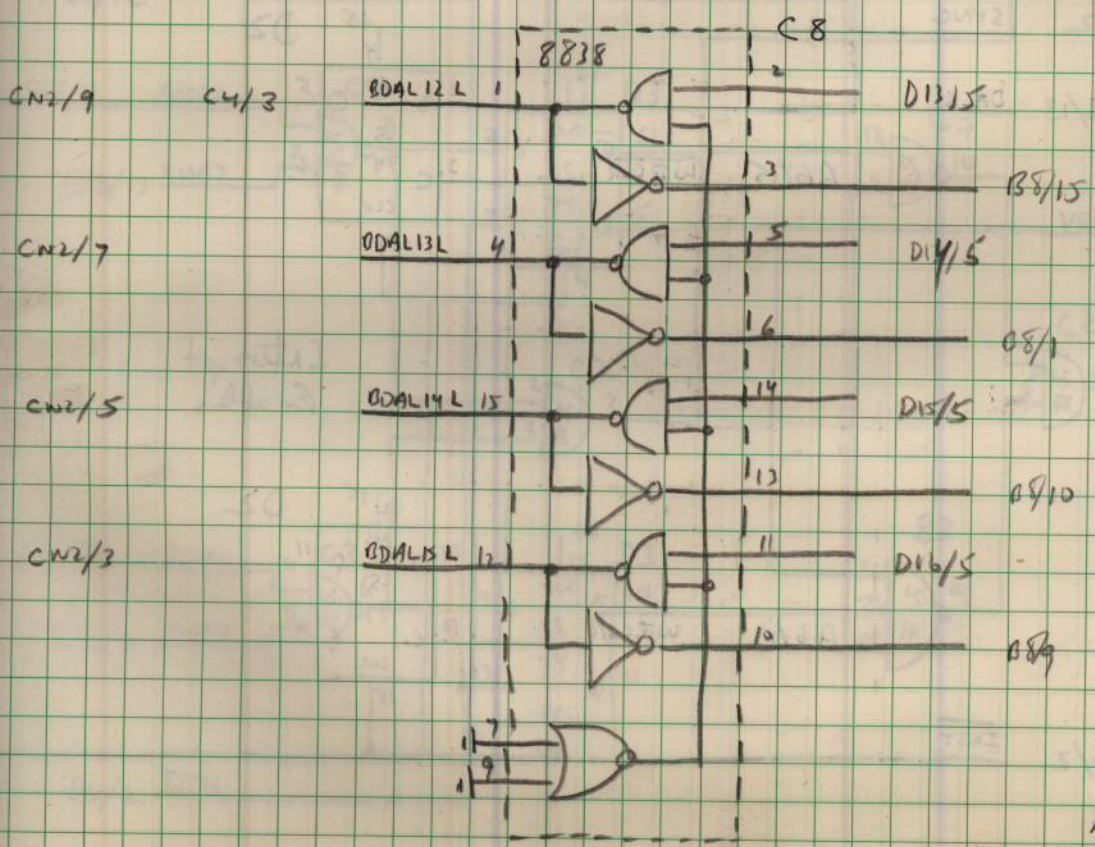 C8
8838
CN2/9 C4/3 BDAL12 L 1 2 D13/5
3 B8/15
CN2/7 BDAL13 L 4 5 D14/5
6 B8/1
CN2/5 BDAL14 L 15 14 D15/5
13 B8/10
CN2/3 BDAL15 L 12 11 D16/5
10 B8/9
7
9